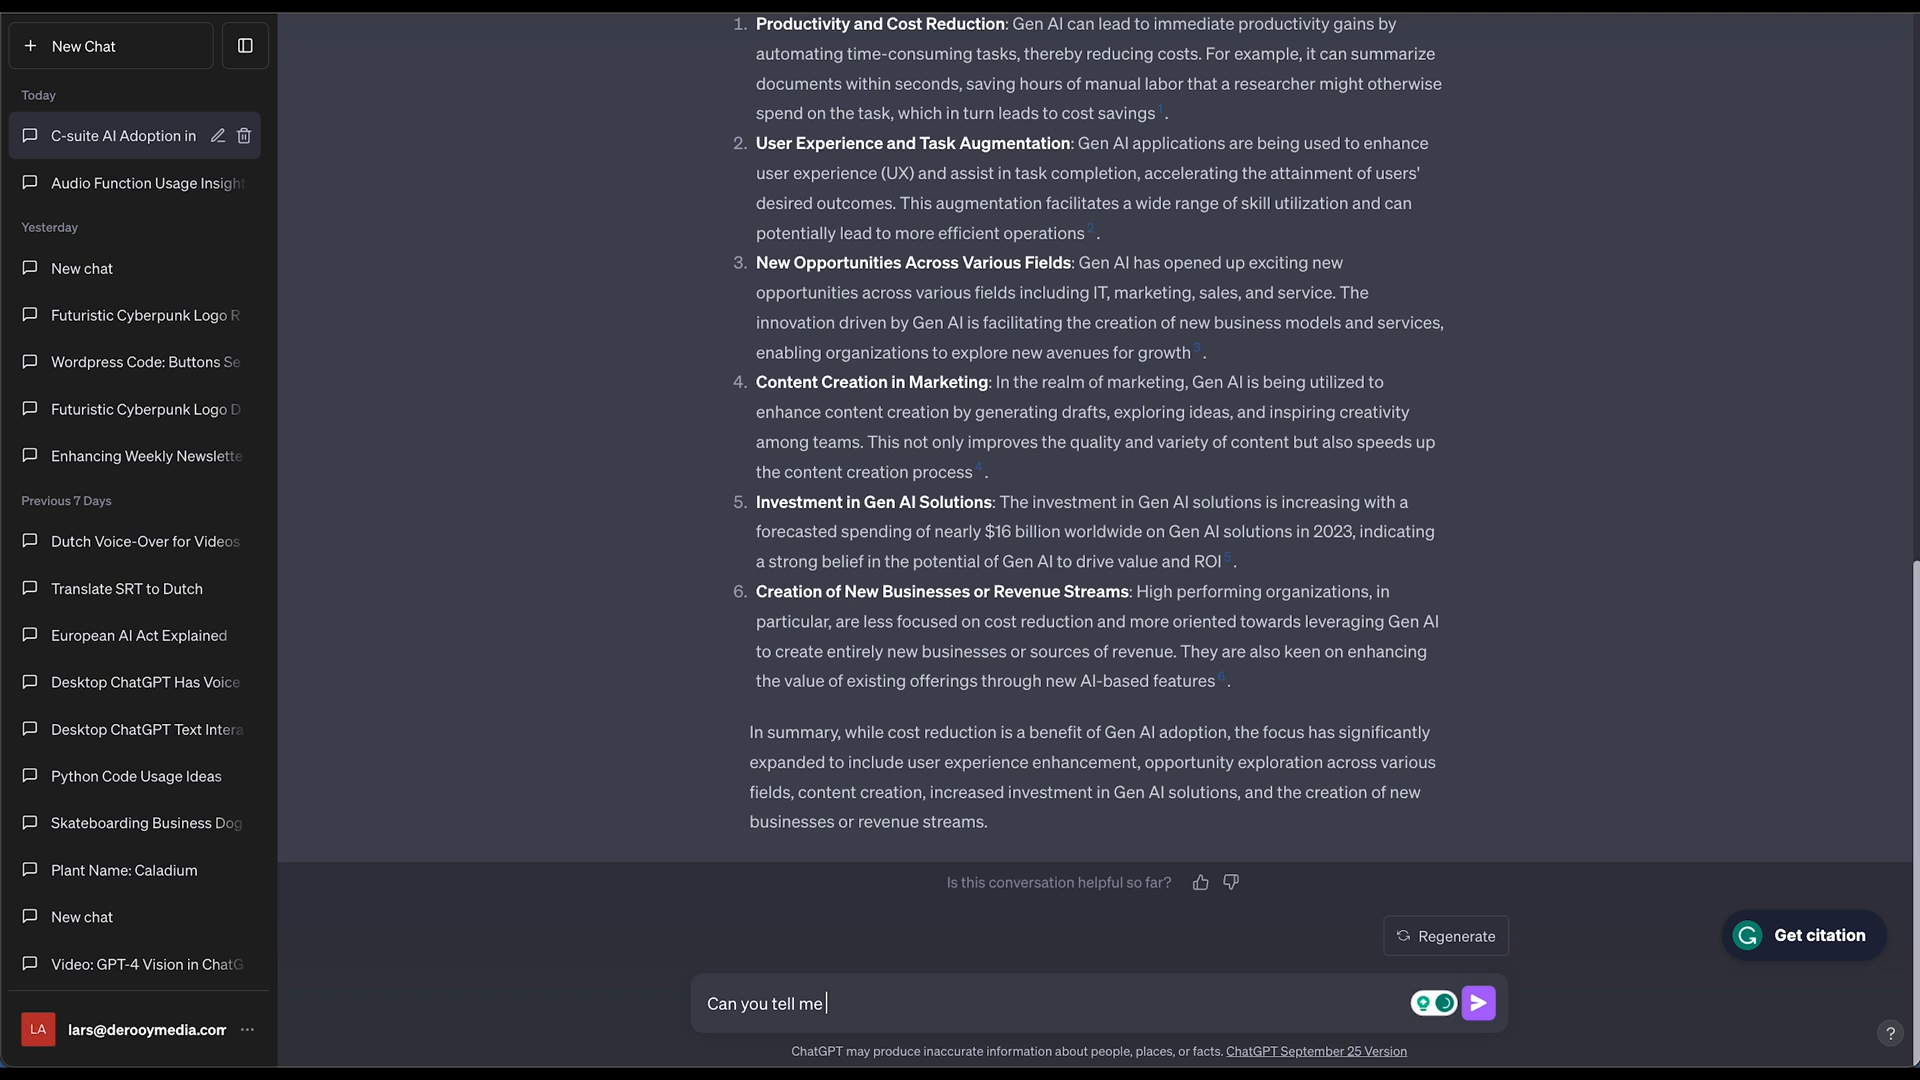 New Chat
Today
C-suite AI Adoption in
Audio Function Usage Insight
Yesterday
New chat
Futuristic Cyberpunk Logo R
Wordpress Code: Buttons Se
Futuristic Cyberpunk Logo D
Enhancing Weekly Newslette
Previous 7 Days
Dutch Voice-Over for Videos
Translate SRT to Dutch
European AI Act Explained
Desktop ChatGPT Has Voice
Desktop ChatGPT Text Intera
Python Code Usage Ideas
Skateboarding Business Dog
Plant Name: Caladium
New chat
Video: GPT-4 Vision in ChatG
LA lars@derooymedia.com
1. Productivity and Cost Reduction: Gen AI can lead to immediate productivity gains by
automating time-consuming tasks, thereby reducing costs. For example, it can summarize
documents within seconds, saving hours of manual labor that a researcher might otherwise
spend on the task, which in turn leads to cost savings 1.
2. User Experience and Task Augmentation: Gen AI applications are being used to enhance
user experience (UX) and assist in task completion, accelerating the attainment of users'
desired outcomes. This augmentation facilitates a wide range of skill utilization and can
potentially lead to more efficient operations 2.
3. New Opportunities Across Various Fields: Gen AI has opened up exciting new
opportunities across various fields including IT, marketing, sales, and service. The
innovation driven by Gen AI is facilitating the creation of new business models and services,
enabling organizations to explore new avenues for growth 3.
4. Content Creation in Marketing: In the realm of marketing, Gen AI is being utilized to
enhance content creation by generating drafts, exploring ideas, and inspiring creativity
among teams. This not only improves the quality and variety of content but also speeds up
the content creation process 4.
5. Investment in Gen AI Solutions: The investment in Gen AI solutions is increasing with a
forecasted spending of nearly $16 billion worldwide on Gen AI solutions in 2023, indicating
a strong belief in the potential of Gen AI to drive value and ROI 5.
6. Creation of New Businesses or Revenue Streams: High performing organizations, in
particular, are less focused on cost reduction and more oriented towards leveraging Gen AI
to create entirely new businesses or sources of revenue. They are also keen on enhancing
the value of existing offerings through new AI-based features 6.
In summary, while cost reduction is a benefit of Gen AI adoption, the focus has significantly
expanded to include user experience enhancement, opportunity exploration across various
fields, content creation, increased investment in Gen AI solutions, and the creation of new
businesses or revenue streams.
Is this conversation helpful so far?
Regenerate
Get citation
Can you tell me
?
ChatGPT may produce inaccurate information about people, places, or facts. ChatGPT September 25 Version